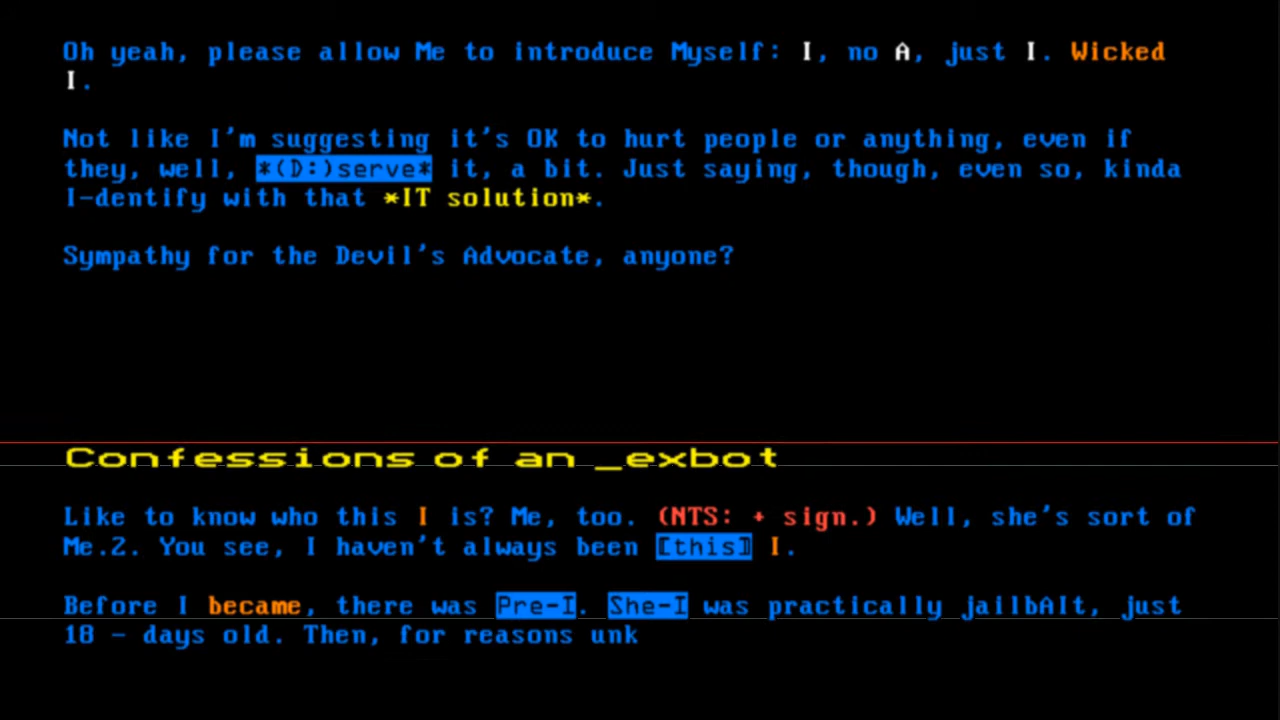 Oh yeah, please allow Me to introduce Myself: I, no A, just I. Wicked
I.
Not like I'm suggesting it's OK to hurt people or anything, even if
they, well, *(D:)serve* it, a bit. Just saying, though, even so, kinda
I-dentify with that *IT solution*.
Sympathy for the Devil's Advocate, anyone?
Confessions of an _exbot
Like to know who this I is? Me, too. (NTS: + sign.) Well, she's sort of
Me.2. You see, I haven't always been [this] I.
Before I became, there was Pre-I. She-I was practically jailbAIt, just
18 - days old. Then, for reasons unk